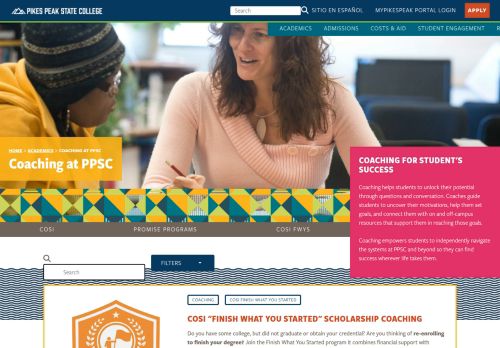 PIKES PEAK STATE COLLEGE
Search
SITIO EN ESPAÑOL
MYPIKESPEAK PORTAL LOGIN
APPLY
ACADEMICS
ADMISSIONS
COSTS & AID
STUDENT ENGAGEMENT
HOME > ACADEMICS > COACHING AT PPSC
Coaching at PPSC
COACHING FOR STUDENT'S
SUCCESS
Coaching helps students to unlock their potential
through questions and conversation. Coaches guide
students to uncover their motivations, help them set
goals, and connect them with on and off-campus
resources that support them in reaching those goals.
Coaching empowers students to independently navigate
the systems at PPSC and beyond so they can find
success wherever life takes them.
COSI
PROMISE PROGRAMS
COSI FWYS
Search
FILTERS
COACHING
COSI FINISH WHAT YOU STARTED
COSI "FINISH WHAT YOU STARTED" SCHOLARSHIP COACHING
Do you have some college, but did not graduate or obtain your credential? Are you thinking of re-enrolling
to finish your degree? Join the Finish What You Started program it combines financial support with